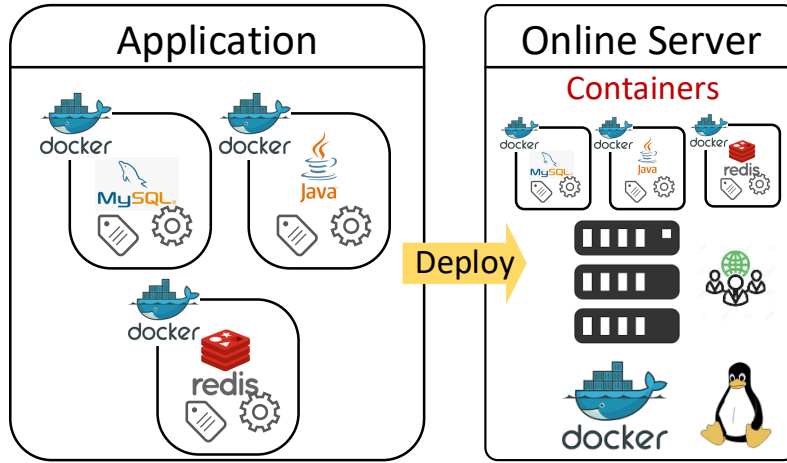 Application
docker
docker
MySQL
Java
docker
redis
Deploy
Online Server
Containers
docker
docker
docker
MySQL
Java
redis
docker